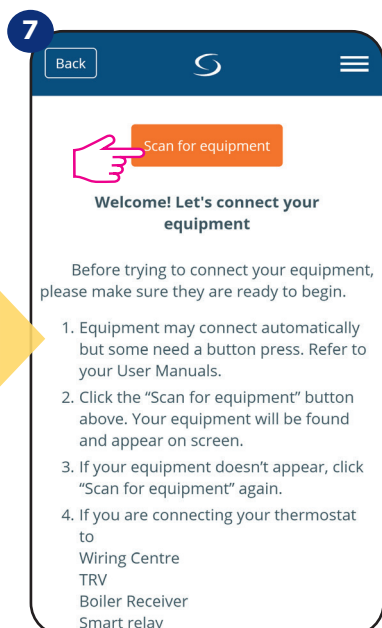 7
Back
Scan for equipment
Welcome! Let's connect your
equipment
Before trying to connect your equipment,
please make sure they are ready to begin.
1. Equipment may connect automatically
but some need a button press. Refer to
your User Manuals.
2. Click the “Scan for equipment” button
above. Your equipment will be found
and appear on screen.
3. If your equipment doesn’t appear, click
“Scan for equipment” again.
4. If you are connecting your thermostat
to
Wiring Centre
TRV
Boiler Receiver
Smart relay